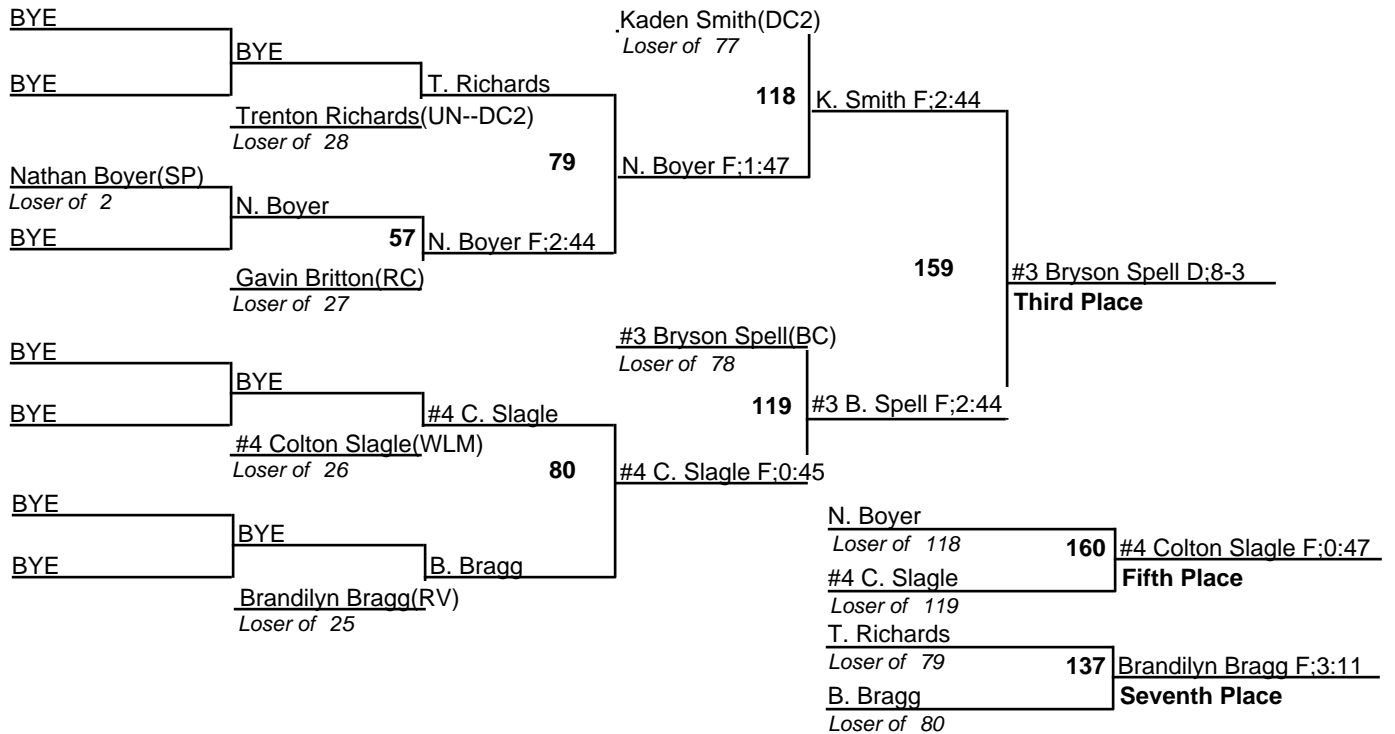 BYE
BYE
BYE
Trenton Richards(UN--DC2)
Loser of 28
T. Richards
Nathan Boyer(SP)
Loser of 2
BYE
N. Boyer
57
Gavin Britton(RC)
Loser of 27
N. Boyer F;2:44
79
Kaden Smith(DC2)
Loser of 77
118
N. Boyer F;1:47
K. Smith F;2:44
BYE
BYE
BYE
#4 Colton Slagle(WLM)
Loser of 26
#4 C. Slagle
BYE
BYE
BYE
Brandilyn Bragg(RV)
Loser of 25
B. Bragg
80
#3 Bryson Spell(BC)
Loser of 78
119
#4 C. Slagle F;0:45
#3 B. Spell F;2:44
159
#3 Bryson Spell D;8-3
Third Place
N. Boyer
Loser of 118
160
#4 C. Slagle
Loser of 119
#4 Colton Slagle F;0:47
Fifth Place
T. Richards
Loser of 79
137
B. Bragg
Loser of 80
Brandilyn Bragg F;3:11
Seventh Place